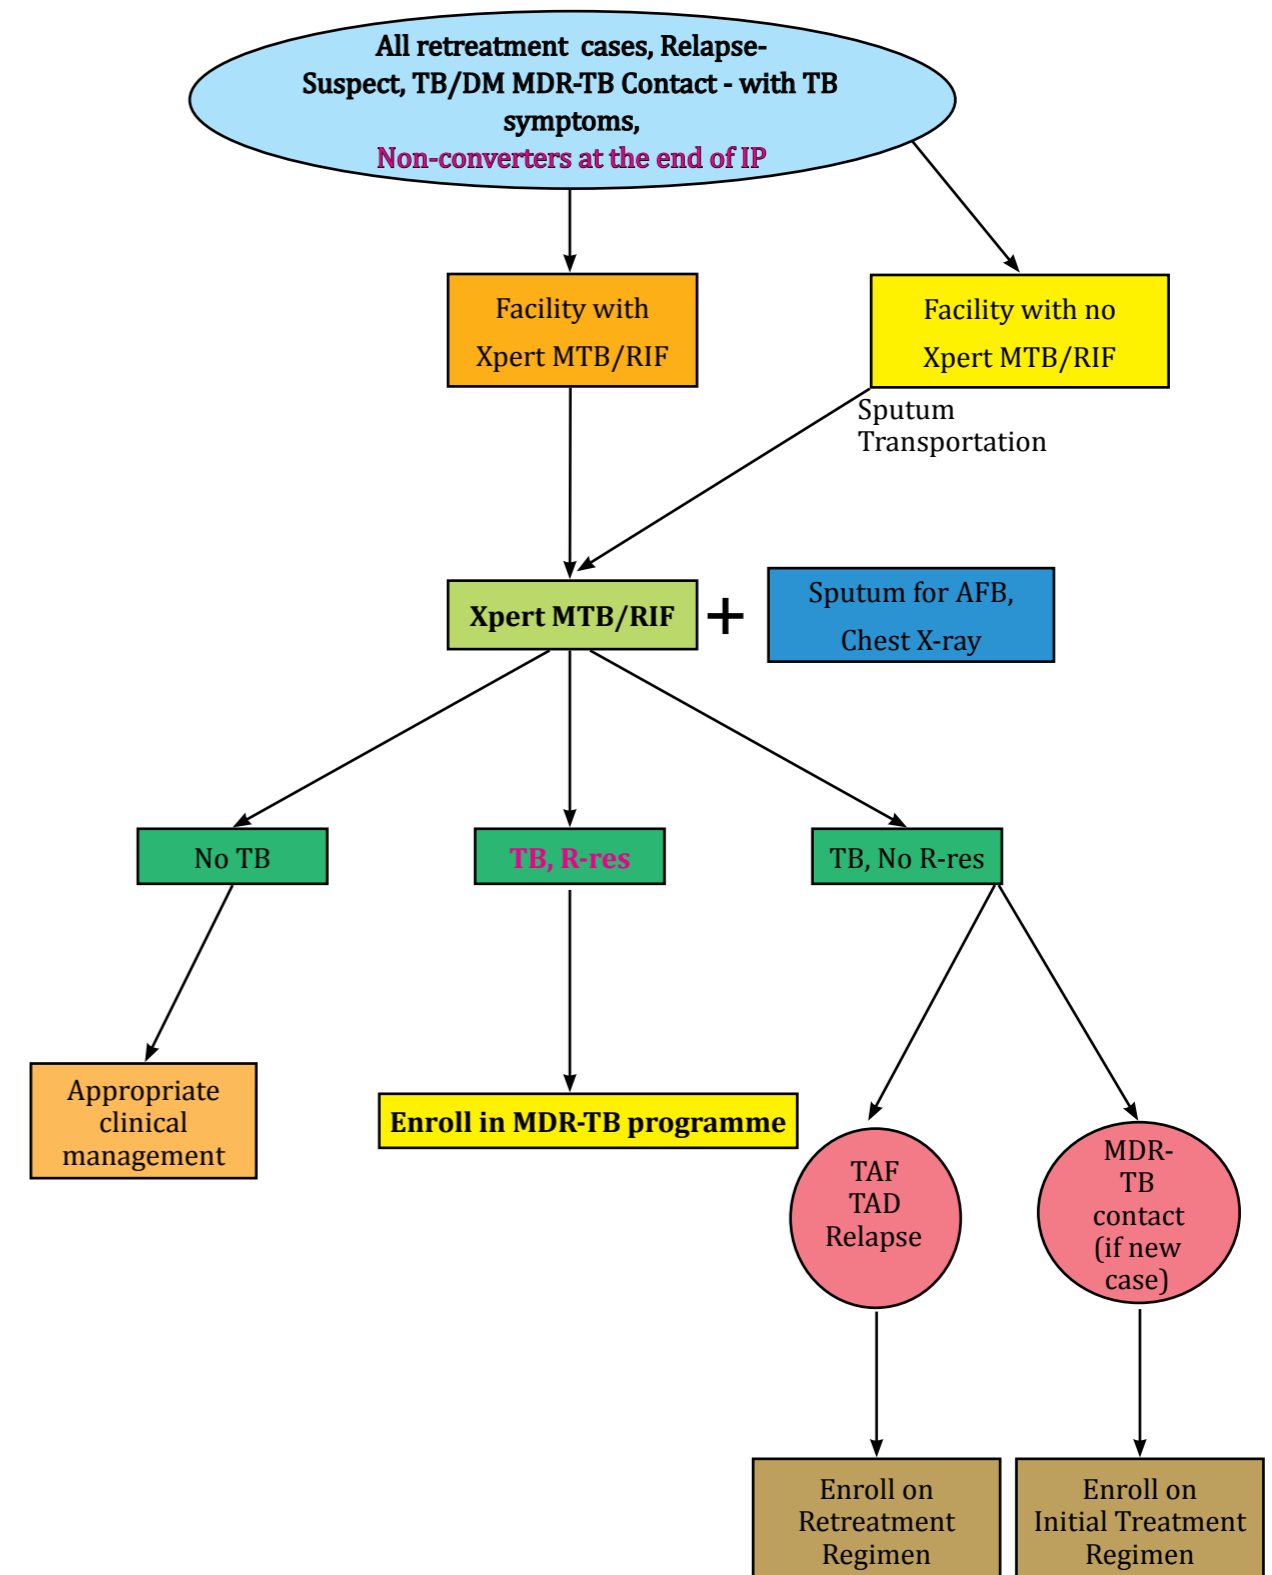 All retreatment cases, Relapse-
Suspect, TB/DM MDR-TB Contact - with TB
symptoms,
Non-converters at the end of IP
Facility with
Xpert MTB/RIF
Facility with no
Xpert MTB/RIF
Sputum
Transportation
Xpert MTB/RIF
+
Sputum for AFB,
Chest X-ray
No TB
TB, R-res
TB, No R-res
Appropriate
clinical
management
Enroll in MDR-TB programme
TAF
TAD
Relapse
MDR-
TB
contact
(if new
case)
Enroll on
Retreatment
Regimen
Enroll on
Initial Treatment
Regimen